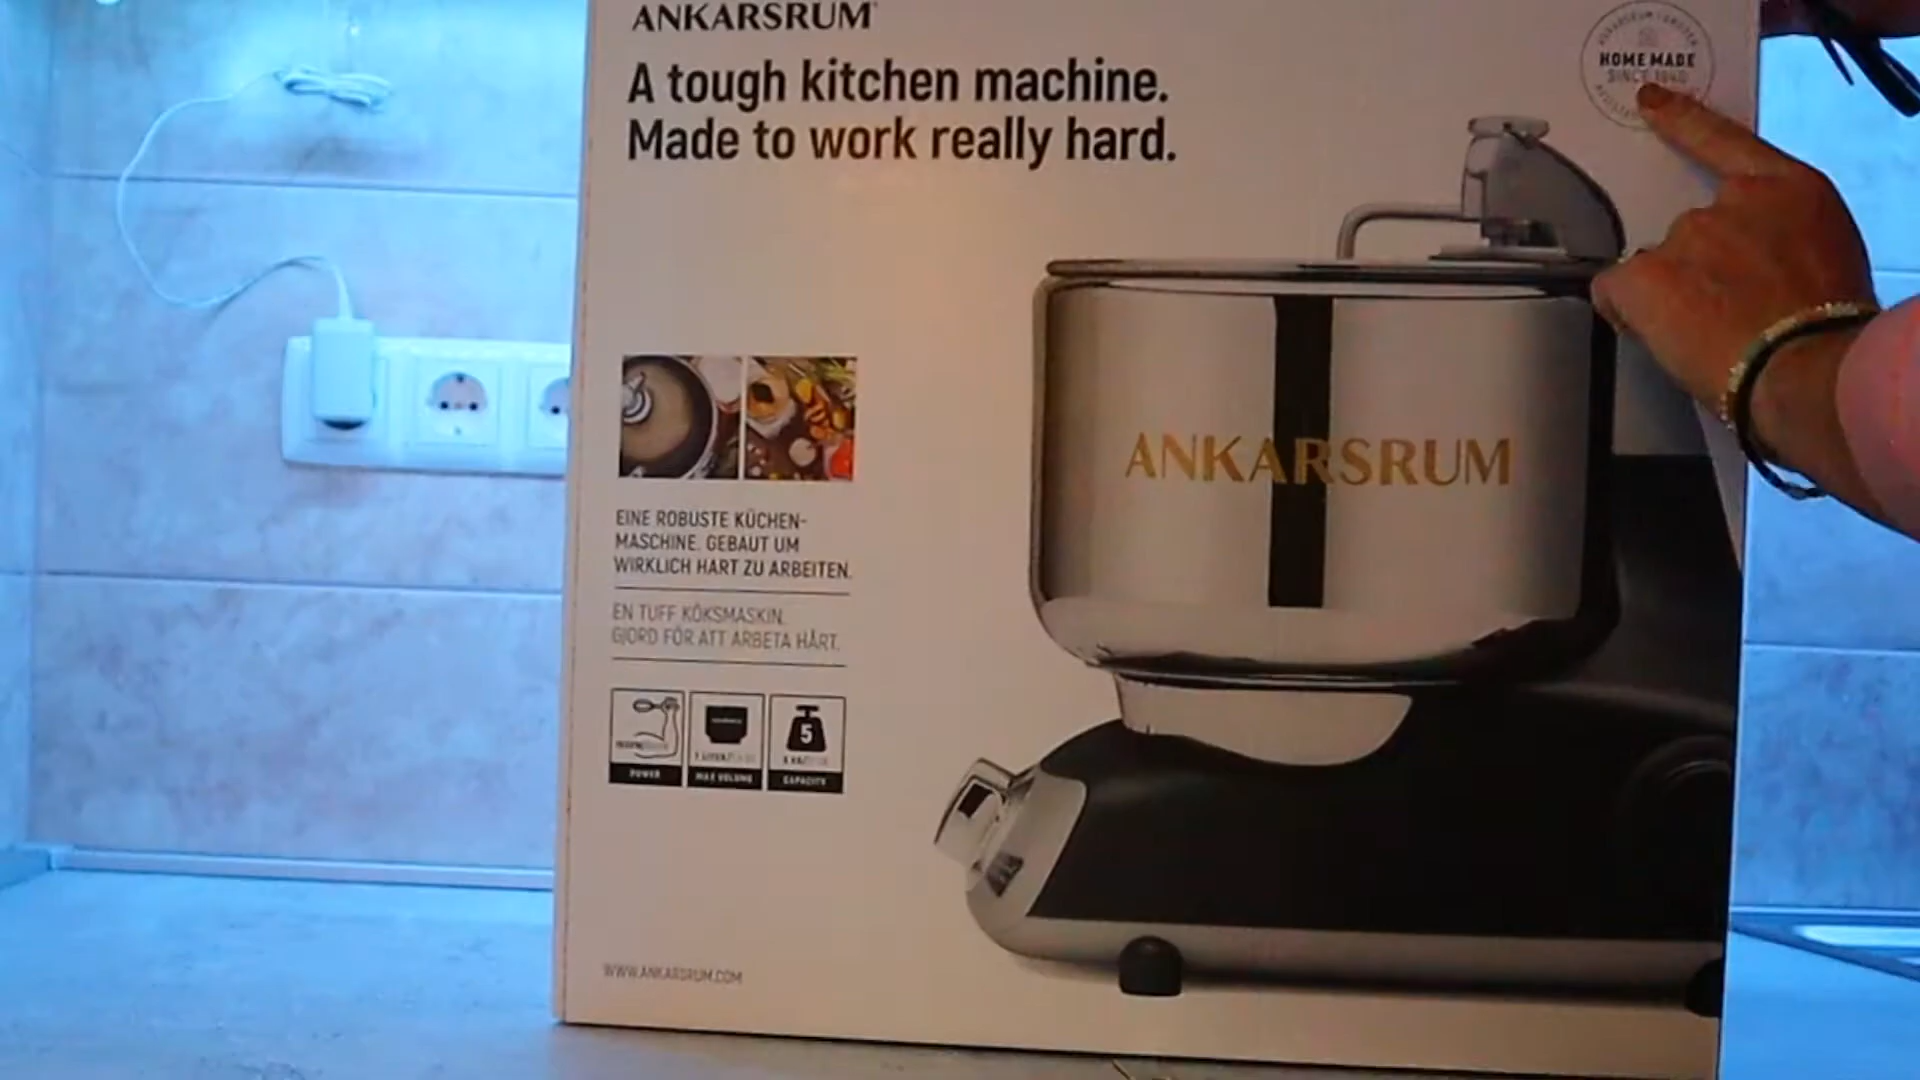 ANKARSRUM
A tough kitchen machine.
Made to work really hard.
HOME MADE
SINCE 1940
ANKARSRUM
EINE ROBUSTE KÜCHEN-
MASCHINE. GEBAUT UM
WIRKLICH HART ZU ARBEITEN.
EN TUFF KÖKSMASKIN.
GJORD FÖR ATT ARBETA HÅRT.
5
POWER
MAX VOLUME
CAPACITY
WWW.ANKARSRUM.COM